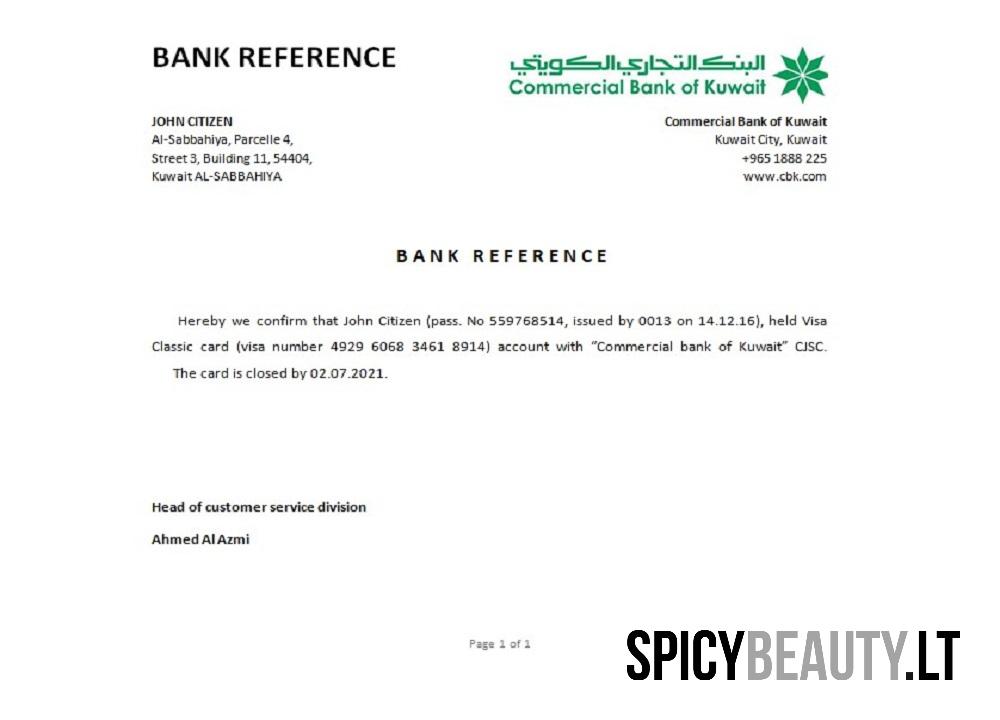 BANK REFERENCE
البنك التجاري الكويتي
Commercial Bank of Kuwait
JOHN CITIZEN
Al-Sabbahiya, Parcelle 4,
Street 3, Building 11, 54404,
Kuwait AL-SABBAHIYA
Commercial Bank of Kuwait
Kuwait City, Kuwait
+965 1888 225
www.cbk.com
BANK REFERENCE
Hereby we confirm that John Citizen (pass. No 559768514, issued by 0013 on 14.12.16), held Visa
Classic card (visa number 4929 6068 3461 8914) account with “Commercial bank of Kuwait” CJSC.
The card is closed by 02.07.2021.
Head of customer service division
Ahmed Al Azmi
Page 1 of 1
SPICYBEAUTY.LT